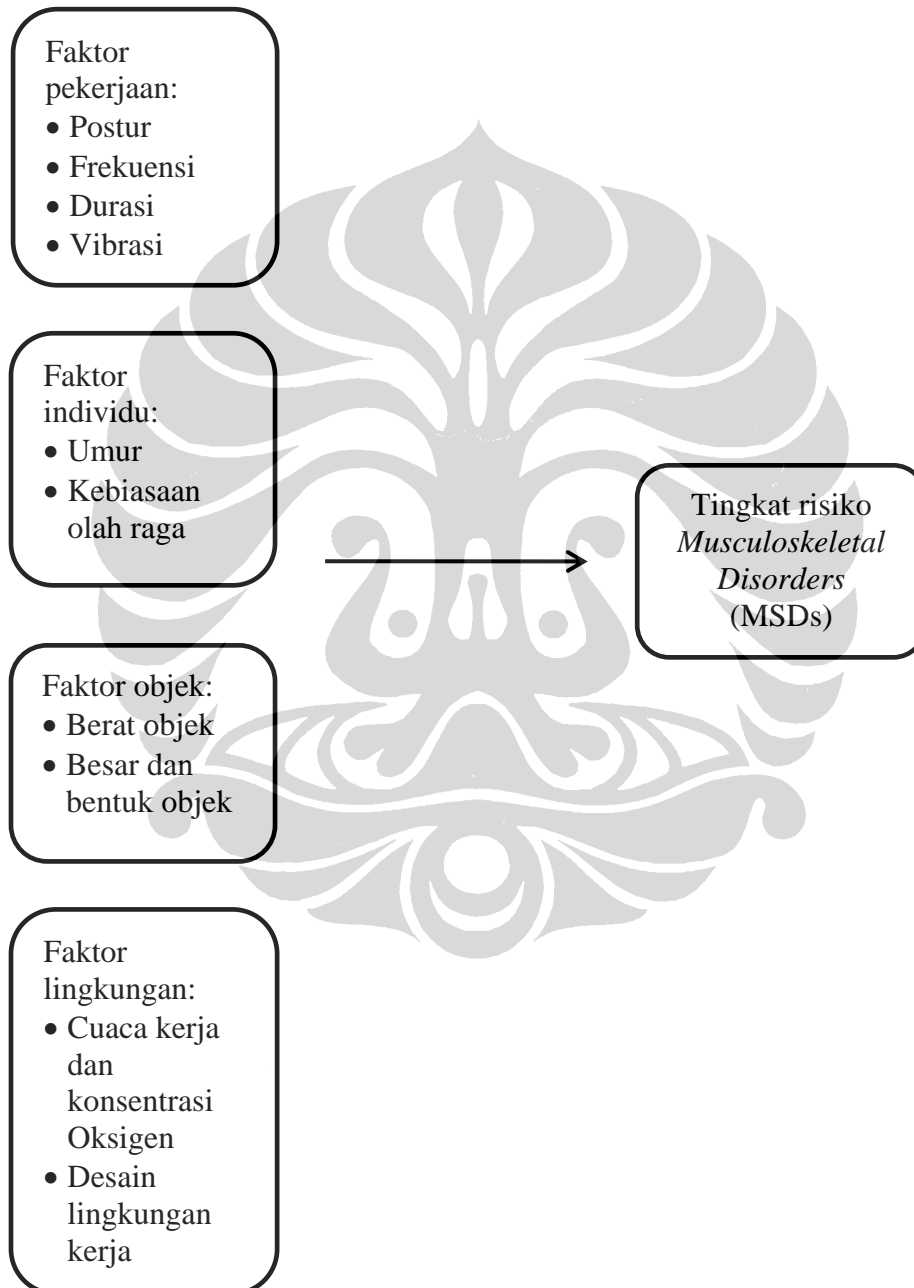 Faktor
pekerjaan:
• Postur
• Frekuensi
• Durasi
• Vibrasi
Faktor
individu:
• Umur
• Kebiasaan
olah raga
Tingkat risiko
Musculoskeletal
Disorders
(MSDs)
Faktor objek:
• Berat objek
• Besar dan
bentuk objek
Faktor
lingkungan:
• Cuaca kerja
dan
konsentrasi
Oksigen
• Desain
lingkungan
kerja